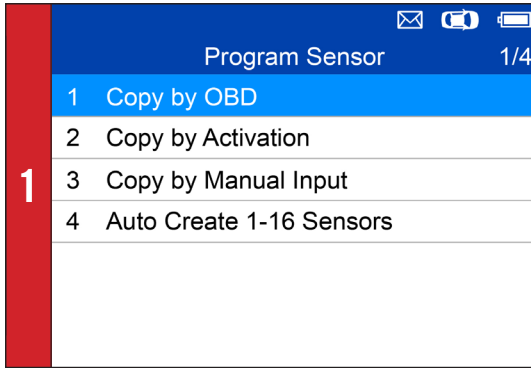 Program Sensor 1/4
1 Copy by OBD
2 Copy by Activation
3 Copy by Manual Input
4 Auto Create 1-16 Sensors
1